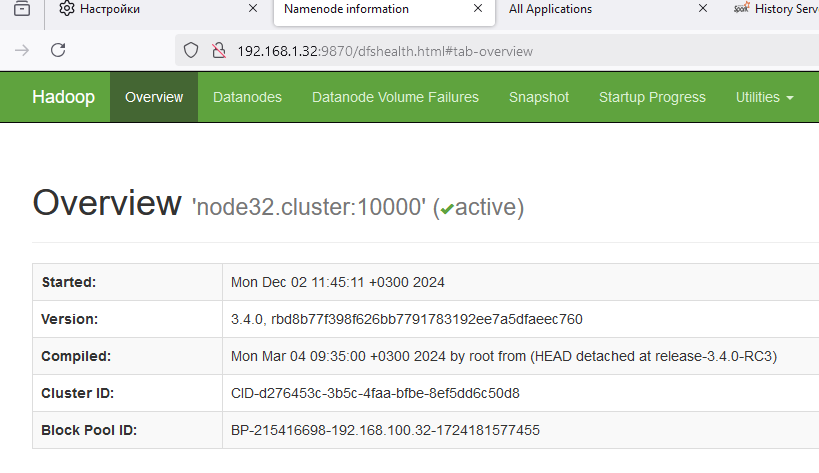 Настройки
Namenode information
All Applications
Spark
History Serv
192.168.1.32:9870/dfshealth.html#tab-overview
Hadoop Overview Datanodes Datanode Volume Failures Snapshot Startup Progress Utilities
Overview 'node32.cluster:10000' (✔active)
Started: Mon Dec 02 11:45:11 +0300 2024
Version: 3.4.0, rbd8b77f398f626bb7791783192ee7a5dfaeec760
Compiled: Mon Mar 04 09:35:00 +0300 2024 by root from (HEAD detached at release-3.4.0-RC3)
Cluster ID: CID-d276453c-3b5c-4faa-bfbe-8ef5dd6c50d8
Block Pool ID: BP-215416698-192.168.100.32-1724181577455